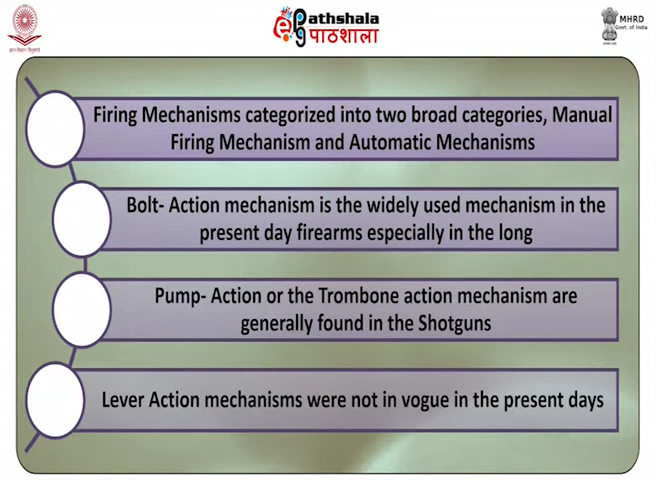 ePathshala
पाठशाला
MHRD
Govt. of India
Firing Mechanisms categorized into two broad categories, Manual
Firing Mechanism and Automatic Mechanisms
Bolt- Action mechanism is the widely used mechanism in the
present day firearms especially in the long
Pump- Action or the Trombone action mechanism are
generally found in the Shotguns
Lever Action mechanisms were not in vogue in the present days